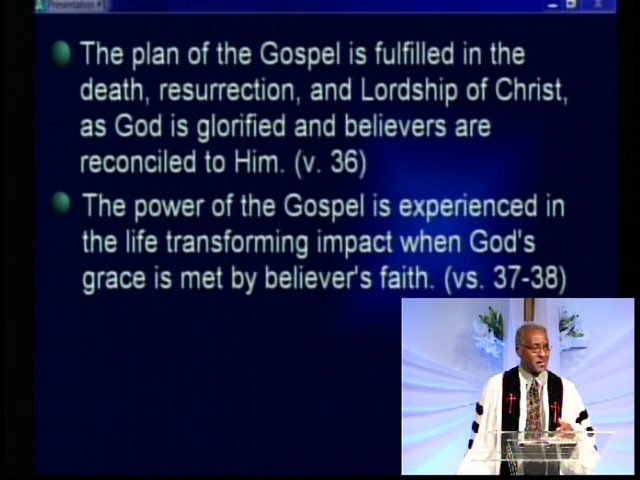 Presentation #1
The plan of the Gospel is fulfilled in the
death, resurrection, and Lordship of Christ,
as God is glorified and believers are
reconciled to Him. (v. 36)
The power of the Gospel is experienced in
the life transforming impact when God's
grace is met by believer's faith. (vs. 37-38)